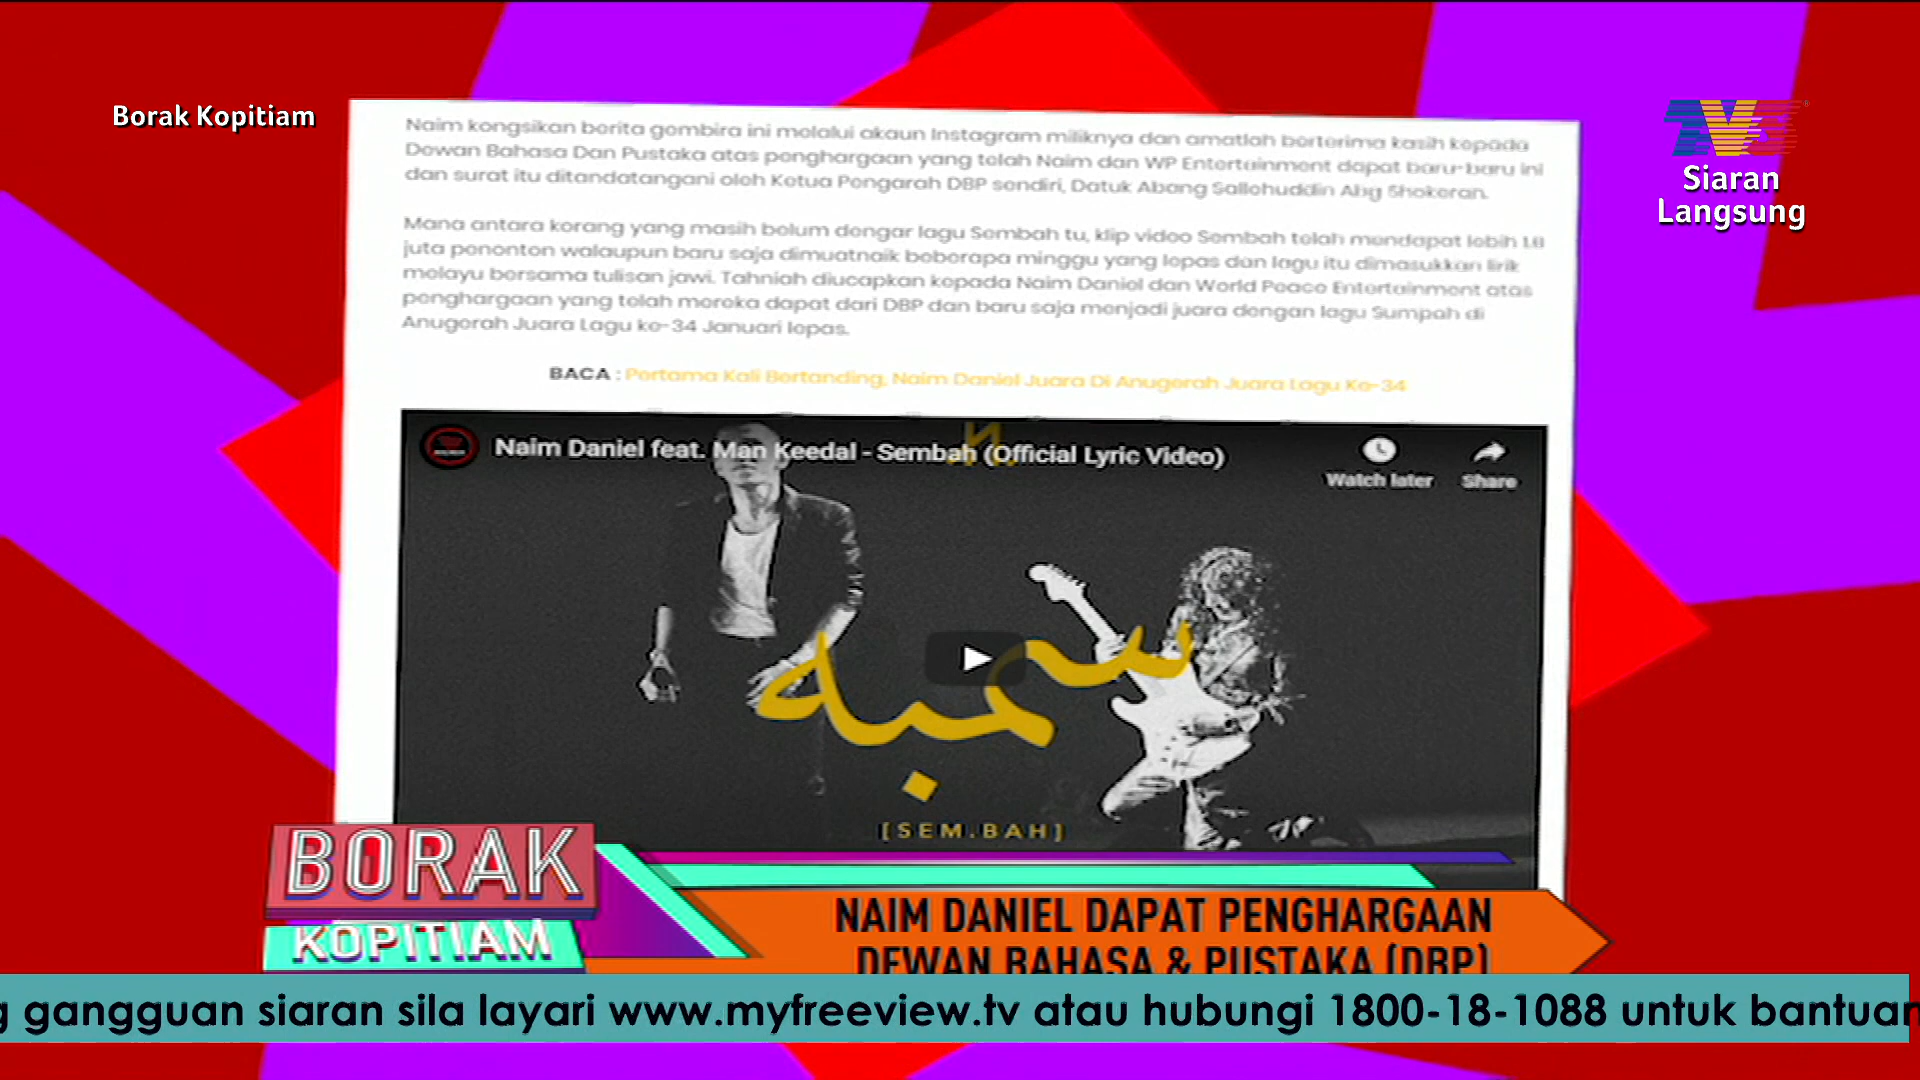 Borak Kopitiam
TV3
Siaran
Langsung
Naim kongsikan berita gembira ini melalui akaun Instagram miliknya dan amatlah berterima kasih kepada
Dewan Bahasa Dan Pustaka atas penghargaan yang telah Naim dan WP Entertainment dapat baru-baru ini
dan surat itu ditandatangani oleh Ketua Pengarah DBP sendiri, Datuk Abang Sallehuddin Abg Shokeran.
Mana antara korang yang masih belum dengar lagu Sembah tu, klip video Sembah telah mendapat lebih 1.8
juta penonton walaupun baru saja dimuatnaik beberapa minggu yang lepas dan lagu itu dimasukkan lirik
melayu bersama tulisan jawi. Tahniah diucapkan kepada Naim Daniel dan World Peace Entertainment atas
penghargaan yang telah mereka dapat dari DBP dan baru saja menjadi juara dengan lagu Sumpah di
Anugerah Juara Lagu ke-34 Januari lepas.
BACA : Pertama Kali Bertanding, Naim Daniel Juara Di Anugerah Juara Lagu Ke-34
Naim Daniel feat. Man Keedal - Sembah (Official Lyric Video)
Watch later
Share
سمبه
[SEM.BAH]
BORAK
KOPITIAM
NAIM DANIEL DAPAT PENGHARGAAN
DEWAN BAHASA & PUSTAKA (DBP)
gangguan siaran sila layari www.myfreeview.tv atau hubungi 1800-18-1088 untuk bantuan